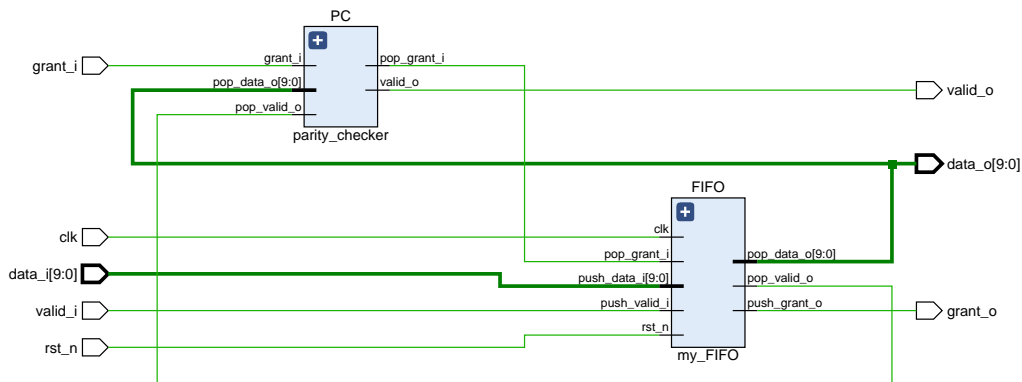 PC
grant_i
grant_i
pop_data_o[9:0]
pop_valid_o
pop_grant_i
valid_o
parity_checker
valid_o
data_o[9:0]
FIFO
clk
data_i[9:0]
valid_i
rst_n
clk
pop_grant_i
push_data_i[9:0]
push_valid_i
rst_n
pop_data_o[9:0]
pop_valid_o
push_grant_o
my_FIFO
grant_o